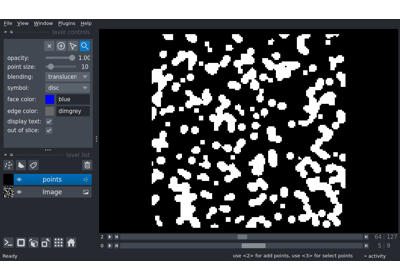 File View Window Plugins Help
layer controls
opacity: 1.00
point size: 10
blending: translucen
symbol: disc
face color: blue
edge color: dimgrey
display text:
out of slice:
layer list
points
Image
2 64 127
0 5 9
Ready use <2> for add points, use <3> for select points activity